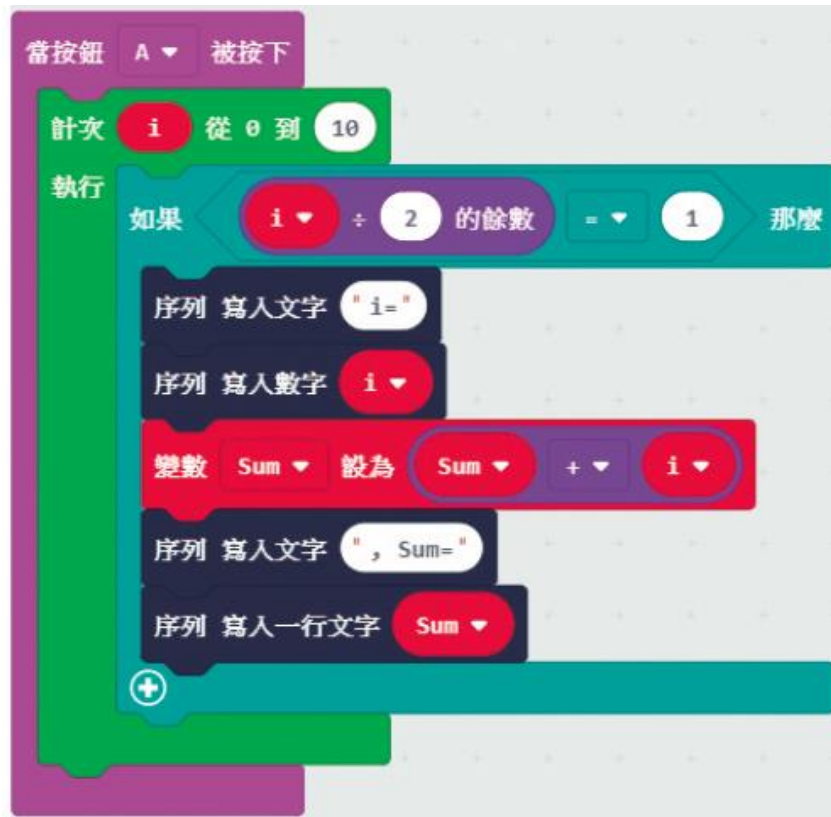 當按鈕 A 被按下
計次 i 從 0 到 10
執行
如果 i ÷ 2 的餘數 = 1 那麼
序列 寫入文字 "i="
序列 寫入數字 i
變數 Sum 設為 Sum + i
序列 寫入文字 ", Sum="
序列 寫入一行文字 Sum